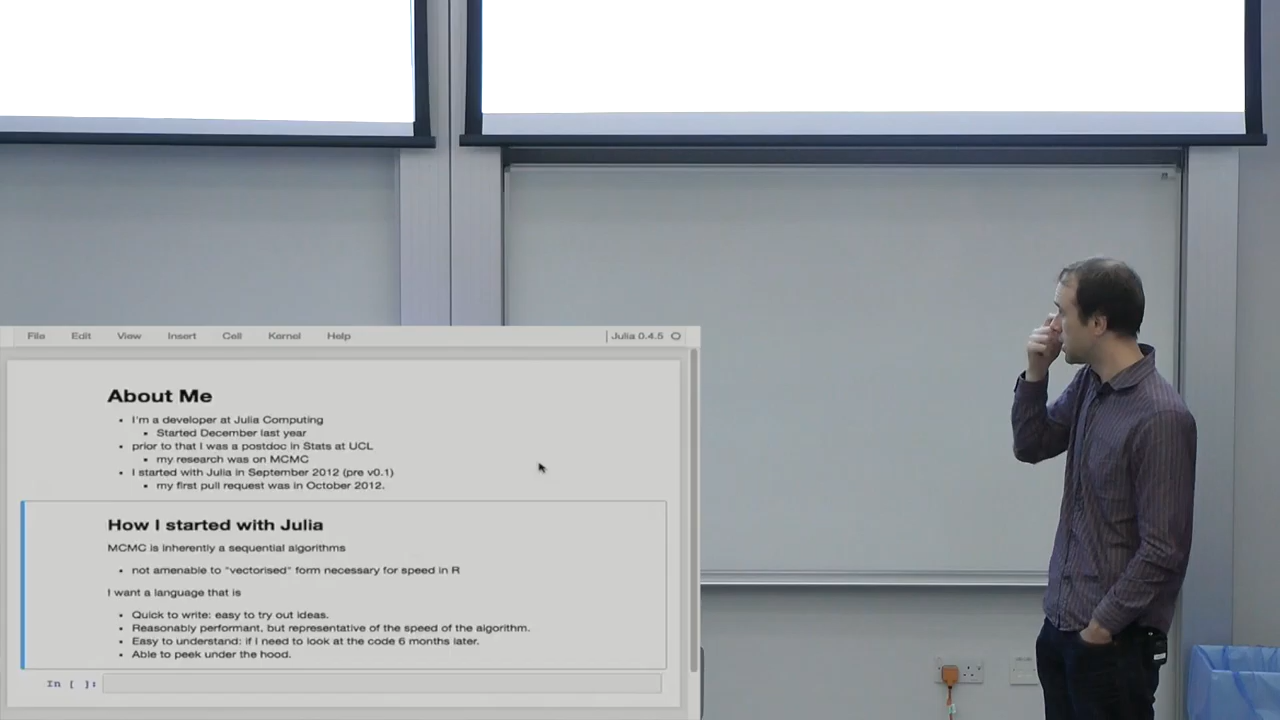 File Edit View Insert Cell Kernel Help Julia 0.4.5
About Me
I'm a developer at Julia Computing
Started December last year
prior to that I was a postdoc in Stats at UCL
my research was on MCMC
I started with Julia in September 2012 (pre v0.1)
my first pull request was in October 2012.
How I started with Julia
MCMC is inherently a sequential algorithms
not amenable to "vectorised" form necessary for speed in R
I want a language that is
Quick to write: easy to try out ideas.
Reasonably performant, but representative of the speed of the algorithm.
Easy to understand: if I need to look at the code 6 months later.
Able to peek under the hood.
In [ ]: